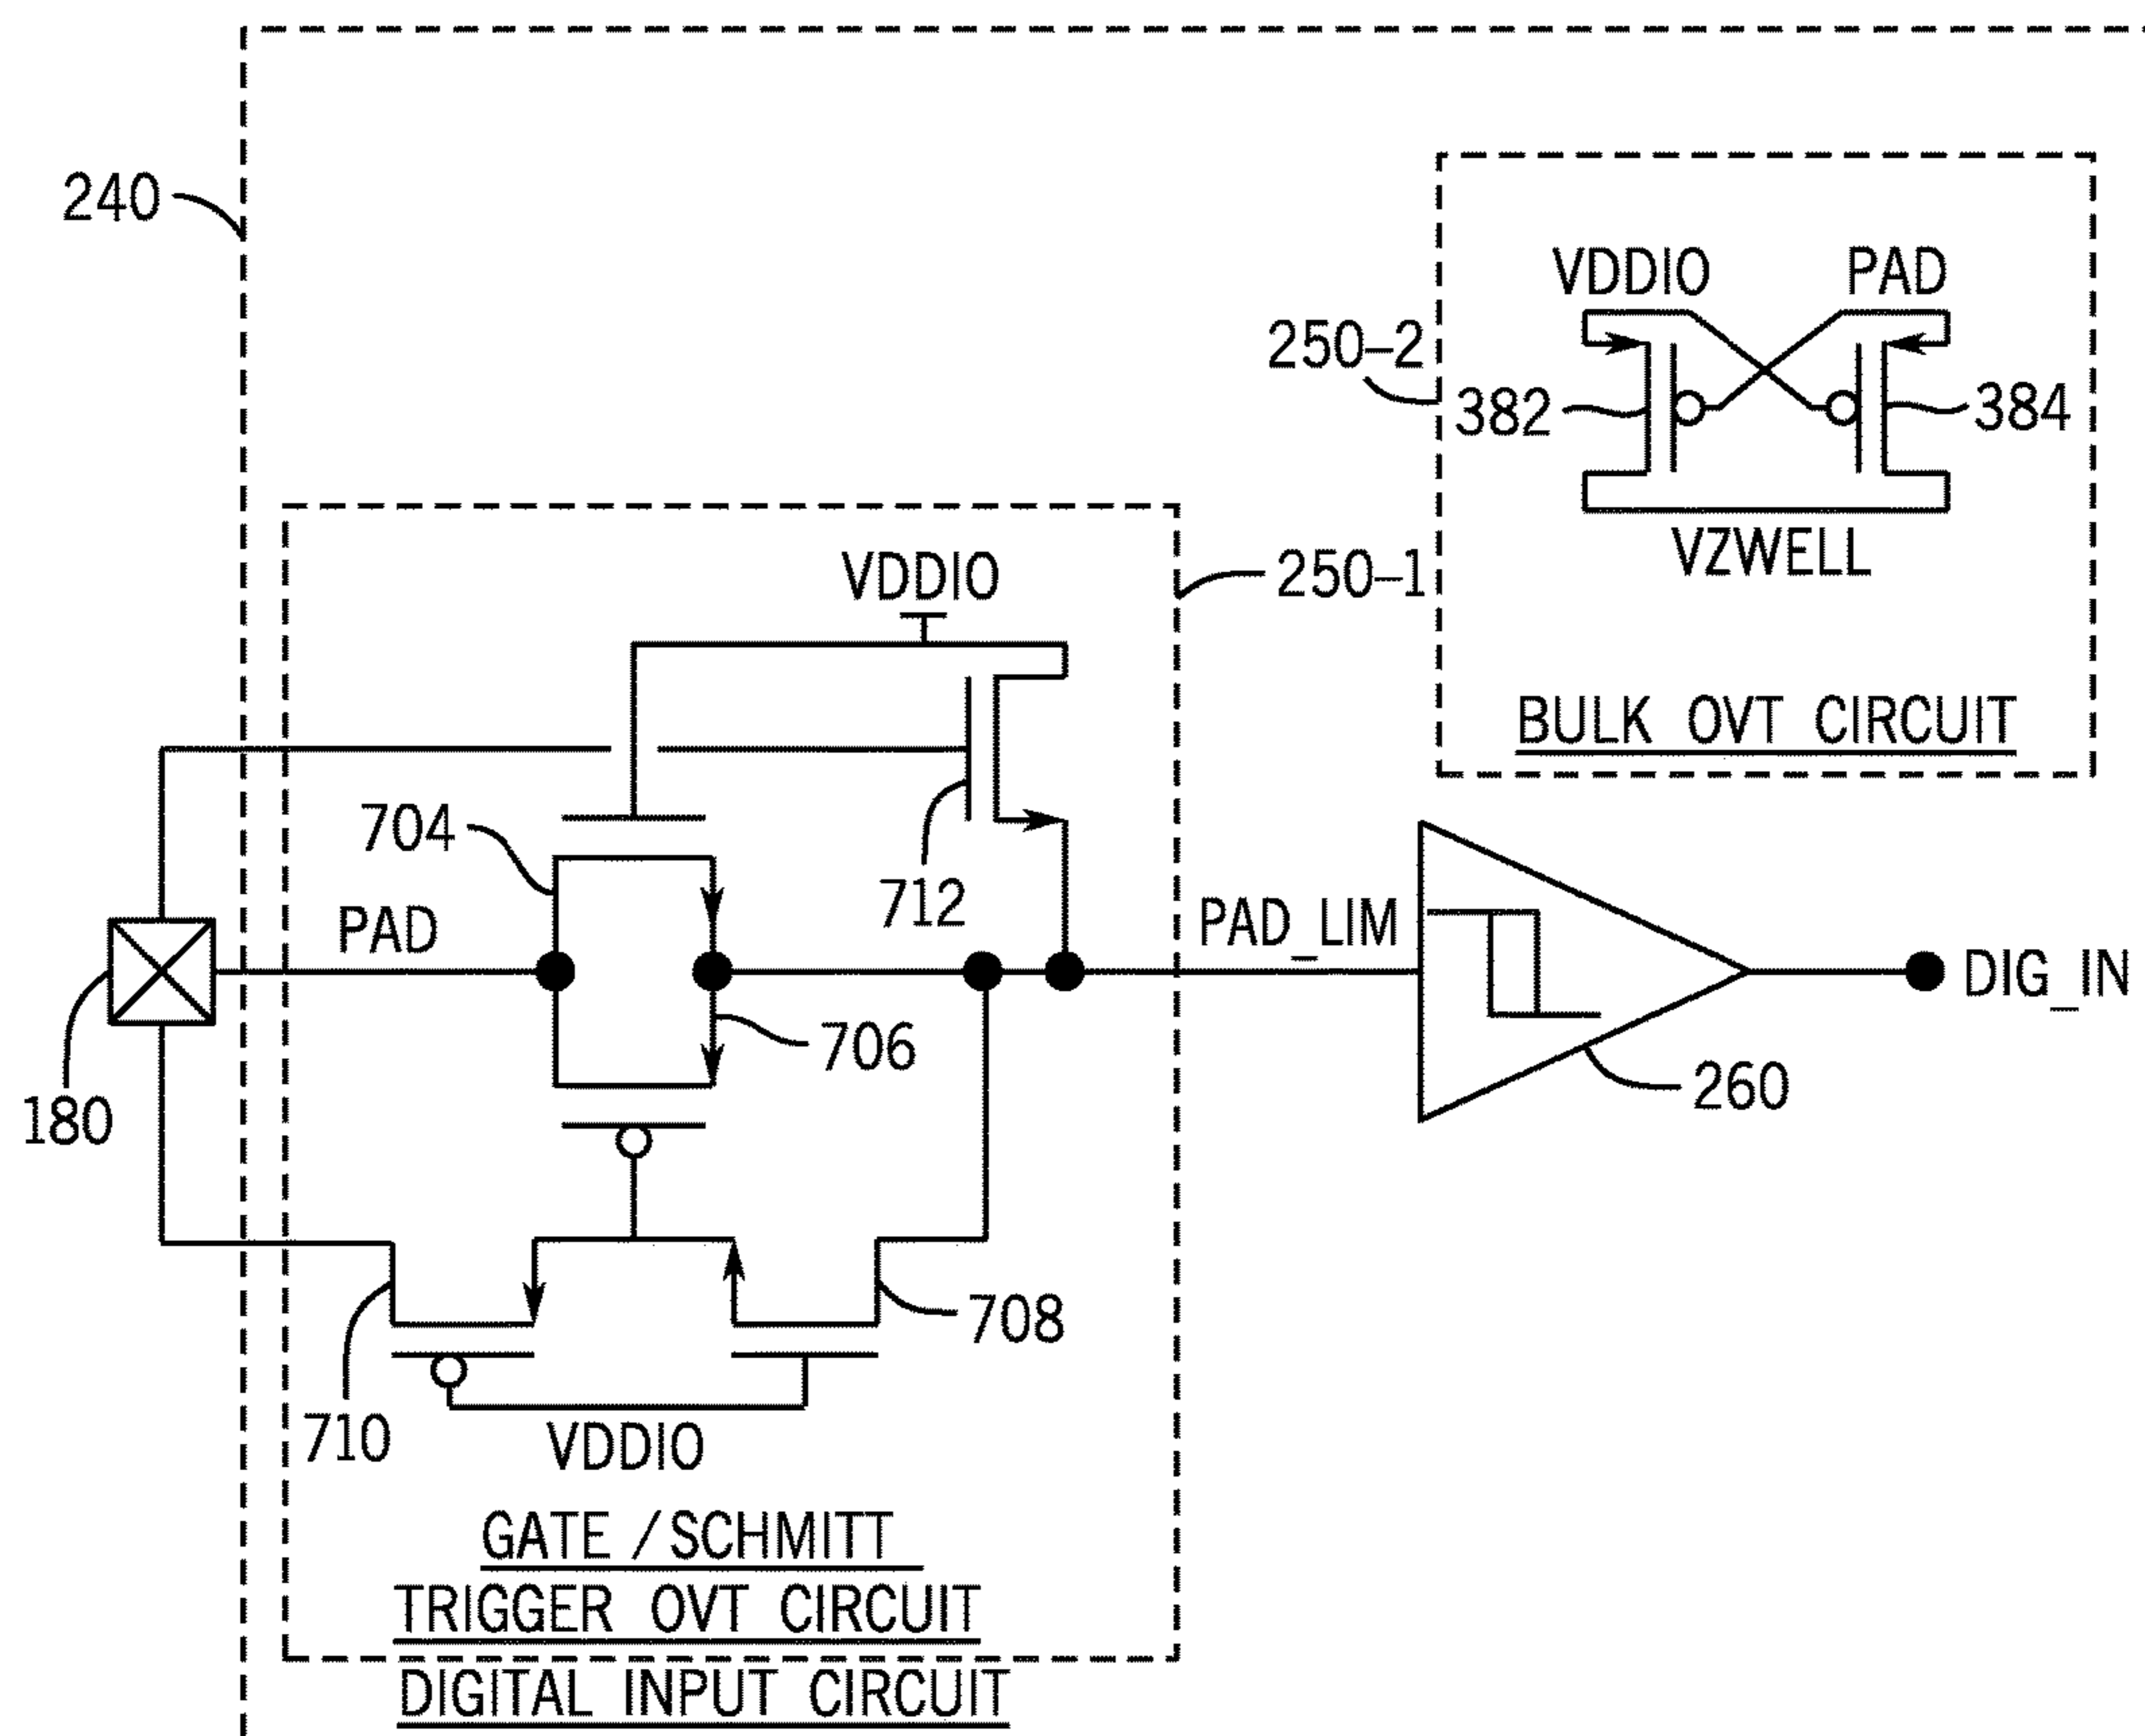 240
VDDIO PAD
250-2
382
384
VZWELL
VDDIO
250-1
BULK OVT CIRCUIT
704
712
PAD
PAD_LIM
DIG_IN
706
260
180
708
710
VDDIO
GATE / SCHMITT
TRIGGER OVT CIRCUIT
DIGITAL INPUT CIRCUIT